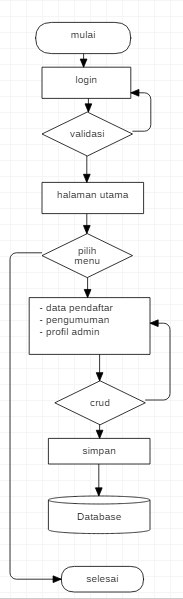 mulai
login
validasi
halaman utama
pilih
menu
- data pendaftar
- pengumuman
- profil admin
crud
simpan
Database
selesai